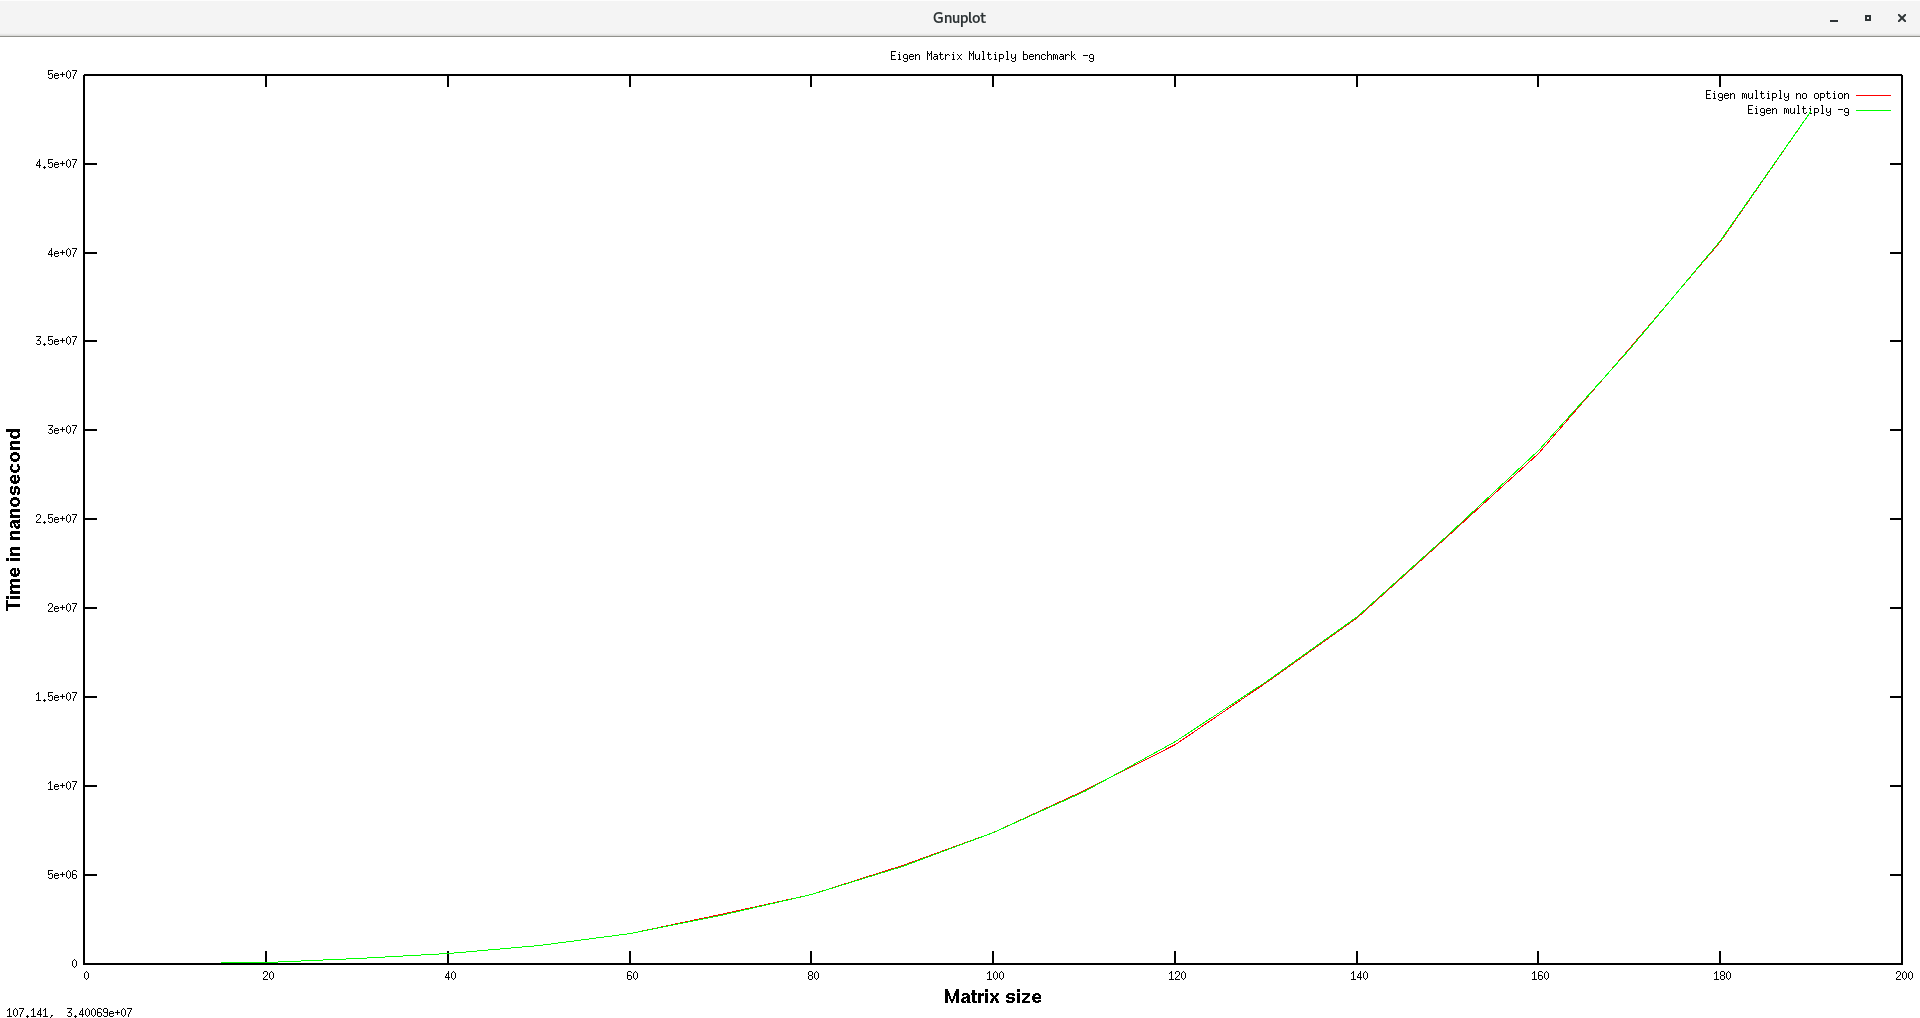 Gnuplot
Eigen Matrix Multiply benchmark -g
5e+07
4.5e+07
4e+07
3.5e+07
3e+07
2.5e+07
2e+07
1.5e+07
1e+07
5e+06
0
Eigen multiply no option
Eigen multiply -g
Time in nanosecond
0 20 40 60 80 100 120 140 160 180 200
Matrix size
107.141, 3.40069e+07